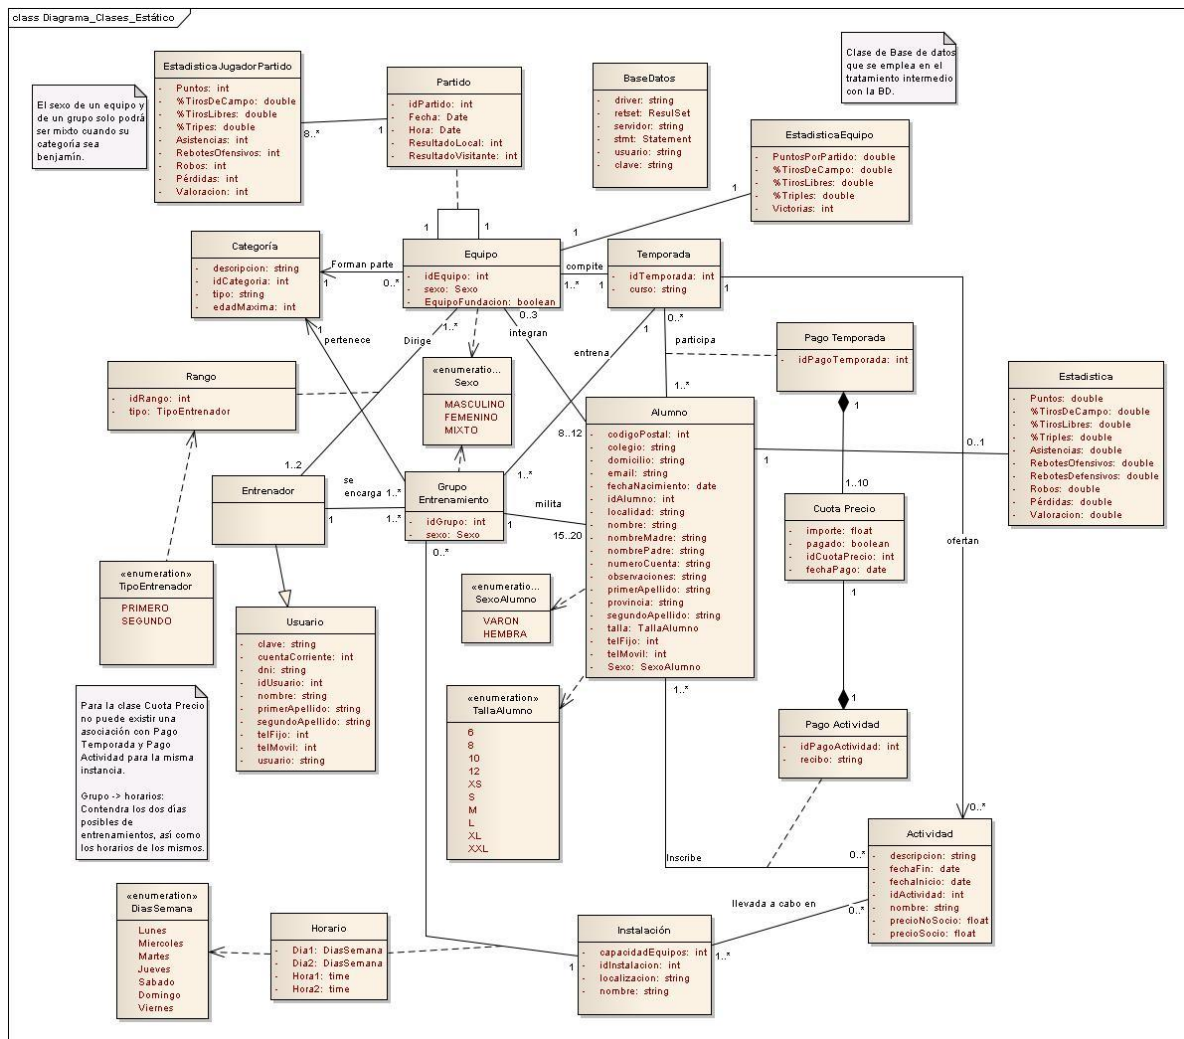 class Diagrama_Clases_Estático
El sexo de un equipo y
de un grupo solo podrá
ser mixto cuando su
categoría sea
benjamín.
EstadisticaJugadorPartido
- Puntos: int
- %TirosDeCampo: double
- %TirosLibres: double
- %Tripes: double
- Asistencias: int
- RebotesOfensivos: int
- Robos: int
- Pérdidas: int
- Valoracion: int
8..*
1
Partido
- idPartido: int
- Fecha: Date
- Hora: Date
- ResultadoLocal: int
- ResultadoVisitante: int
BaseDatos
- driver: string
- retset: ResulSet
- servidor: string
- stmt: Statement
- usuario: string
- clave: string
Clase de Base de datos
que se emplea en el
tratamiento intermedio
con la BD.
EstadisticaEquipo
- PuntosPorPartido: double
- %TirosDeCampo: double
- %TirosLibres: double
- %Triples: double
- Victorias: int
1
1
1
1
Categoría
- descripcion: string
- idCategoria: int
- tipo: string
- edadMaxima: int
Forman parte
1
0..*
Equipo
- idEquipo: int
- sexo: Sexo
- EquipoFundacion: boolean
compite
1..*
1
Temporada
- idTemporada: int
- curso: string
1
1
pertenece
Dirige
1..*
0..3
integran
entrena
1
0..*
participa
Pago Temporada
- idPagoTemporada: int
1
Rango
- idRango: int
- tipo: TipoEntrenador
«enumeratio...
Sexo
MASCULINO
FEMENINO
MIXTO
1..*
8..12
Alumno
- codigoPostal: int
- colegio: string
- domicilio: string
- email: string
- fechaNacimiento: date
- idAlumno: int
- localidad: string
- nombre: string
- nombreMadre: string
- nombrePadre: string
- numeroCuenta: string
- observaciones: string
- primerApellido: string
- provincia: string
- segundoApellido: string
- talla: TallaAlumno
- telFijo: int
- telMovil: int
- Sexo: SexoAlumno
1
0..1
Estadistica
- Puntos: double
- %TirosDeCampo: double
- %TirosLibres: double
- %Triples: double
- Asistencias: double
- RebotesOfensivos: double
- RebotesDefensivos: double
- Robos: double
- Pérdidas: double
- Valoracion: double
1..2
Entrenador
se
encarga
1..*
1
1..*
Grupo
Entrenamiento
- idGrupo: int
- sexo: Sexo
1..*
milita
1
15..20
0..*
1..10
Cuota Precio
- importe: float
- pagado: boolean
- idCuotaPrecio: int
- fechaPago: date
1
ofertan
«enumeration»
TipoEntrenador
PRIMERO
SEGUNDO
«enumeratio...
SexoAlumno
VARON
HEMBRA
Usuario
- clave: string
- cuentaCorriente: int
- dni: string
- idUsuario: int
- nombre: string
- primerApellido: string
- segundoApellido: string
- telFijo: int
- telMovil: int
- usuario: string
«enumeration»
TallaAlumno
6
8
10
12
XS
S
M
L
XL
XXL
1..*
1
Pago Actividad
- idPagoActividad: int
- recibo: string
Para la clase Cuota Precio
no puede existir una
asociación con Pago
Temporada y Pago
Actividad para la misma
instancia.
Grupo -> horarios:
Contendra los dos días
posibles de
entrenamientos, así como
los horarios de los mismos.
0..*
Inscribe
0..*
Actividad
- descripcion: string
- fechaFin: date
- fechaInicio: date
- idActividad: int
- nombre: string
- precioNoSocio: float
- precioSocio: float
llevada a cabo en
0..*
1..*
«enumeration»
DiasSemana
Lunes
Miercoles
Martes
Jueves
Sabado
Domingo
Viernes
Horario
- Dia1: DiasSemana
- Dia2: DiasSemana
- Hora1: time
- Hora2: time
1
Instalación
- capacidadEquipos: int
- idInstalacion: int
- localizacion: string
- nombre: string